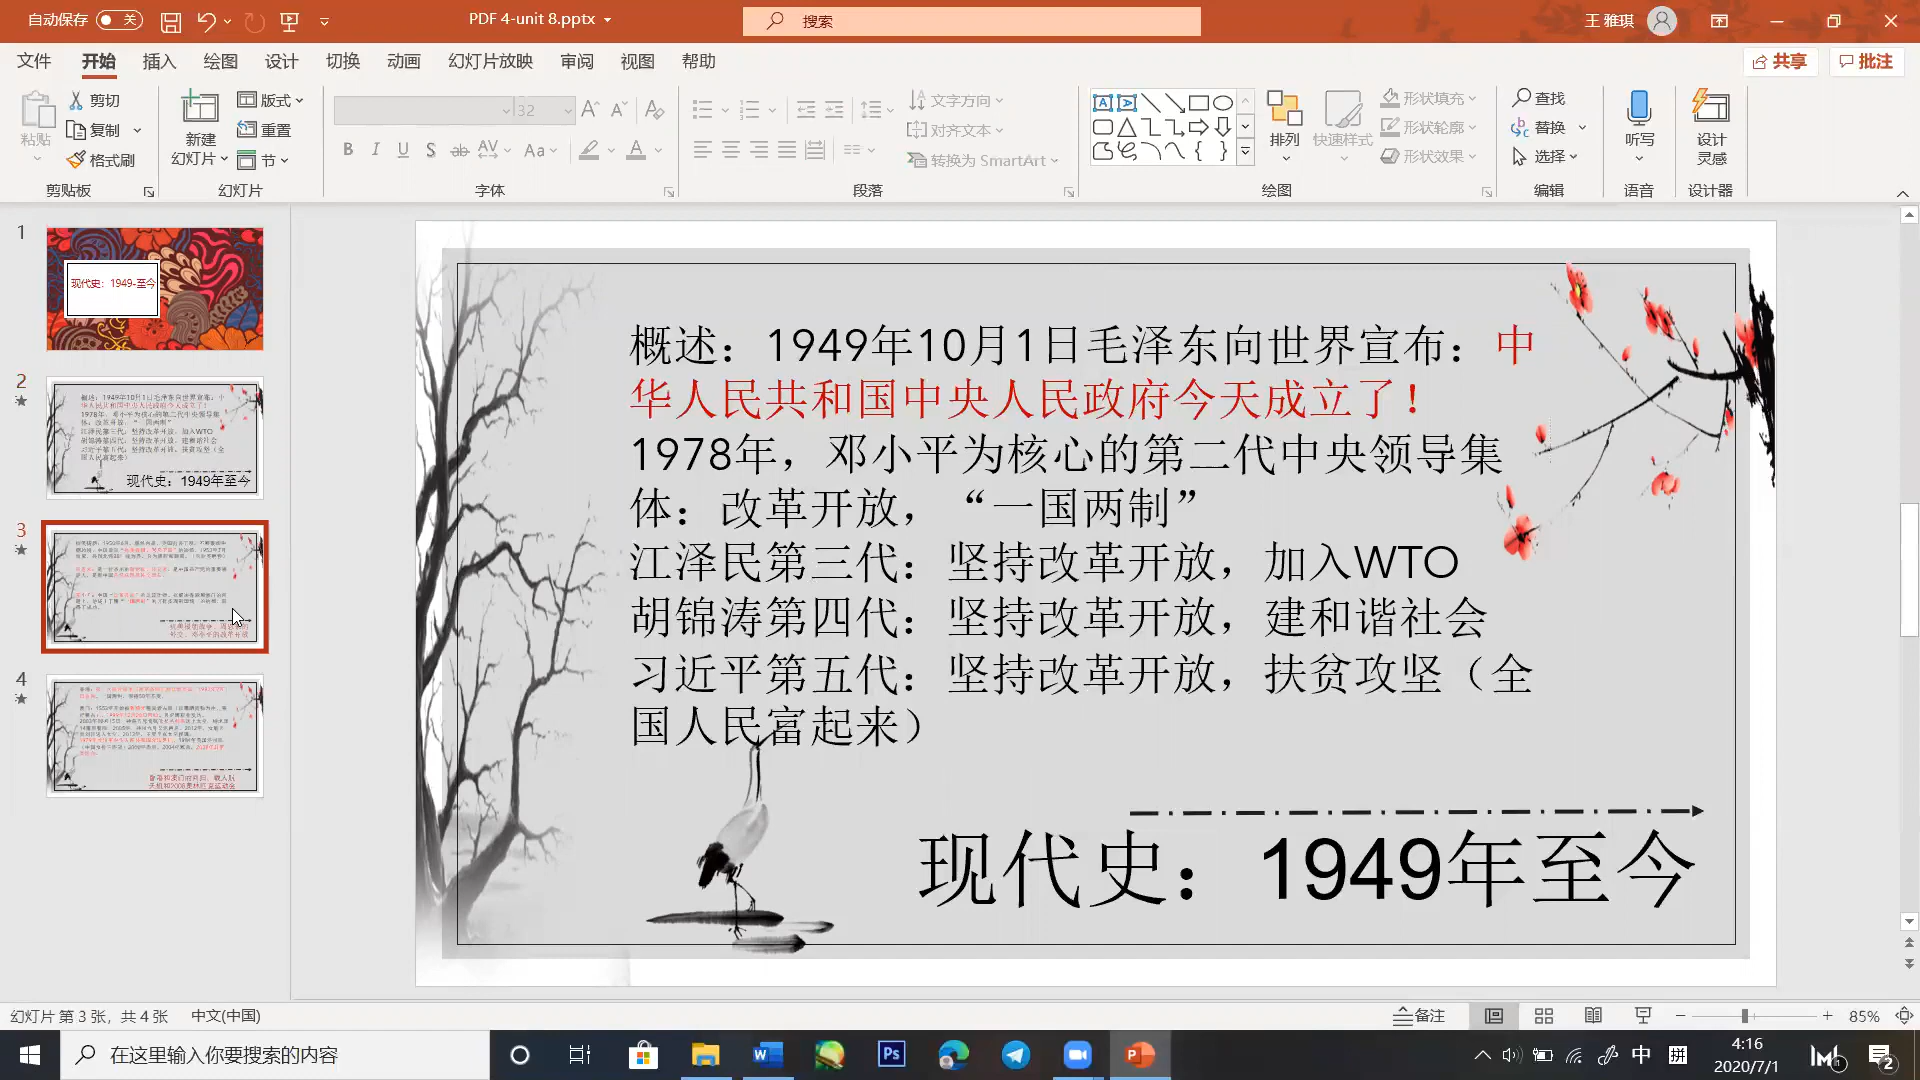 自动保存 关
PDF 4-unit 8.pptx
搜索
王 雅琪
文件 开始 插入 绘图 设计 切换 动画 幻灯片放映 审阅 视图 帮助
共享 批注
粘贴 剪切 复制 格式刷
剪贴板
新建
幻灯片 版式 重置 节
幻灯片
32
B I U S ab AV Aa A
字体
文字方向
对齐文本
转换为 SmartArt
段落
排列 快速样式
形状填充
形状轮廓
形状效果
绘图
查找
替换
选择
编辑
听写
语音
设计
灵感
设计器
1
现代史：1949-至今
2
现代史：1949年至今
3
4
概述：1949年10月1日毛泽东向世界宣布：中
华人民共和国中央人民政府今天成立了！
1978年，邓小平为核心的第二代中央领导集
体：改革开放，“一国两制”
江泽民第三代：坚持改革开放，加入WTO
胡锦涛第四代：坚持改革开放，建和谐社会
习近平第五代：坚持改革开放，扶贫攻坚（全
国人民富起来）
现代史：1949年至今
幻灯片 第 3 张，共 4 张 中文(中国)
备注
85%
在这里输入你要搜索的内容
中 拼
4:16
2020/7/1
2